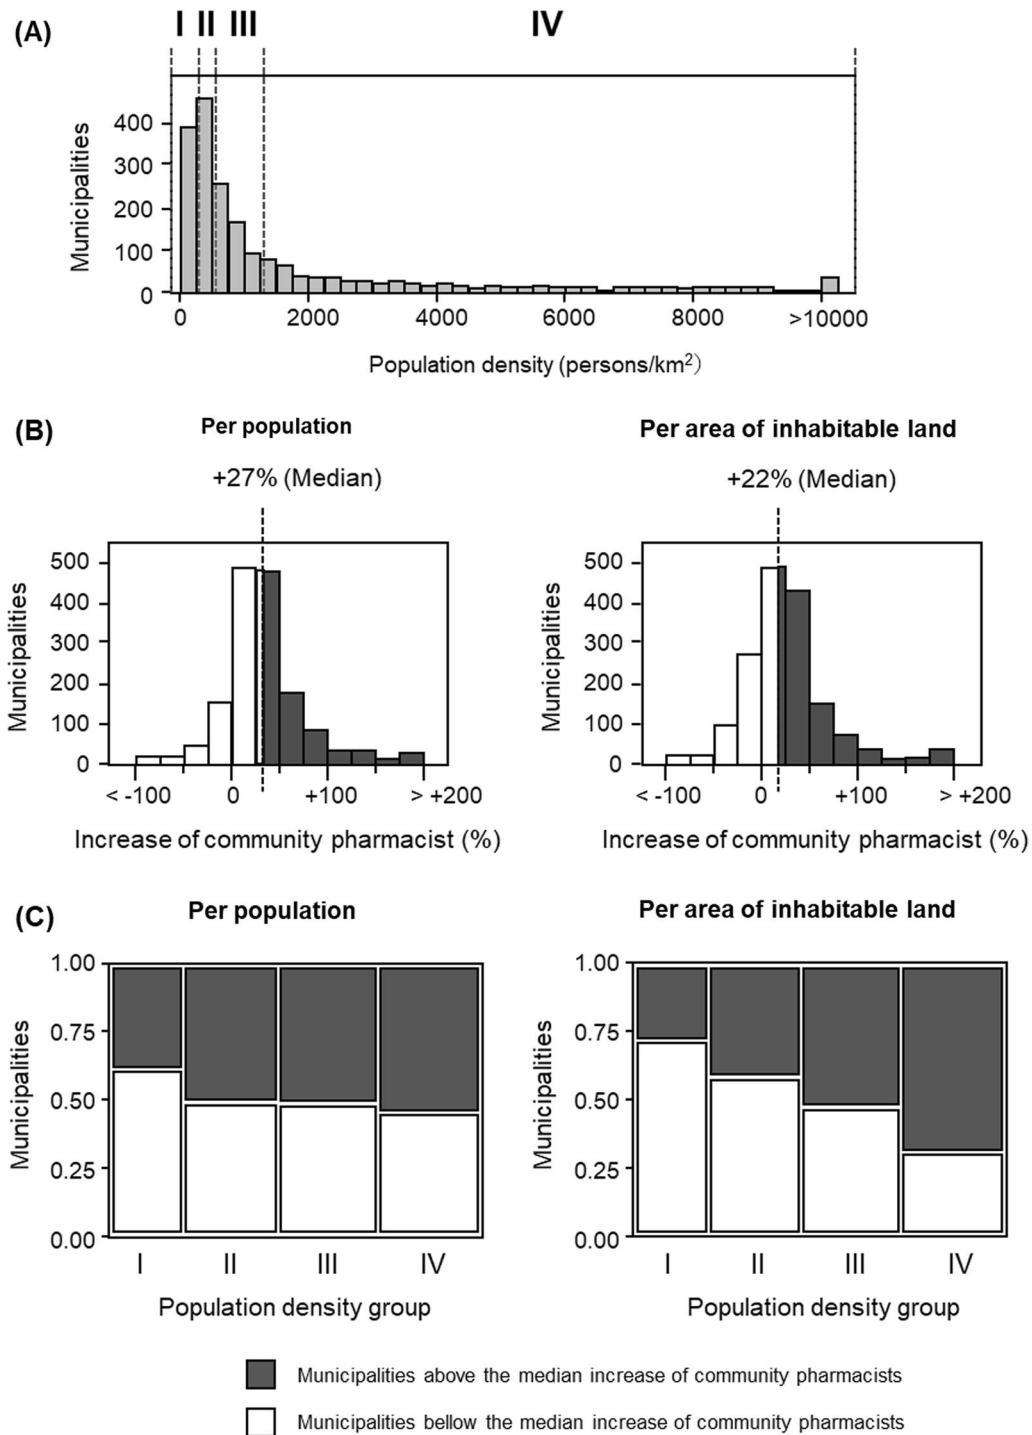 (A)
I II III IV
Municipalities
400
300
200
100
0
0 2000 4000 6000 8000 >10000
Population density (persons/km²)
(B)
Per population
+27% (Median)
Municipalities
500
400
300
200
100
0
< -100 0 +100 > +200
Increase of community pharmacist (%)
Per area of inhabitable land
+22% (Median)
Municipalities
500
400
300
200
100
0
< -100 0 +100 > +200
Increase of community pharmacist (%)
(C)
Per population
Municipalities
1.00
0.75
0.50
0.25
0.00
I II III IV
Population density group
Per area of inhabitable land
Municipalities
1.00
0.75
0.50
0.25
0.00
I II III IV
Population density group
Municipalities above the median increase of community pharmacists
Municipalities bellow the median increase of community pharmacists